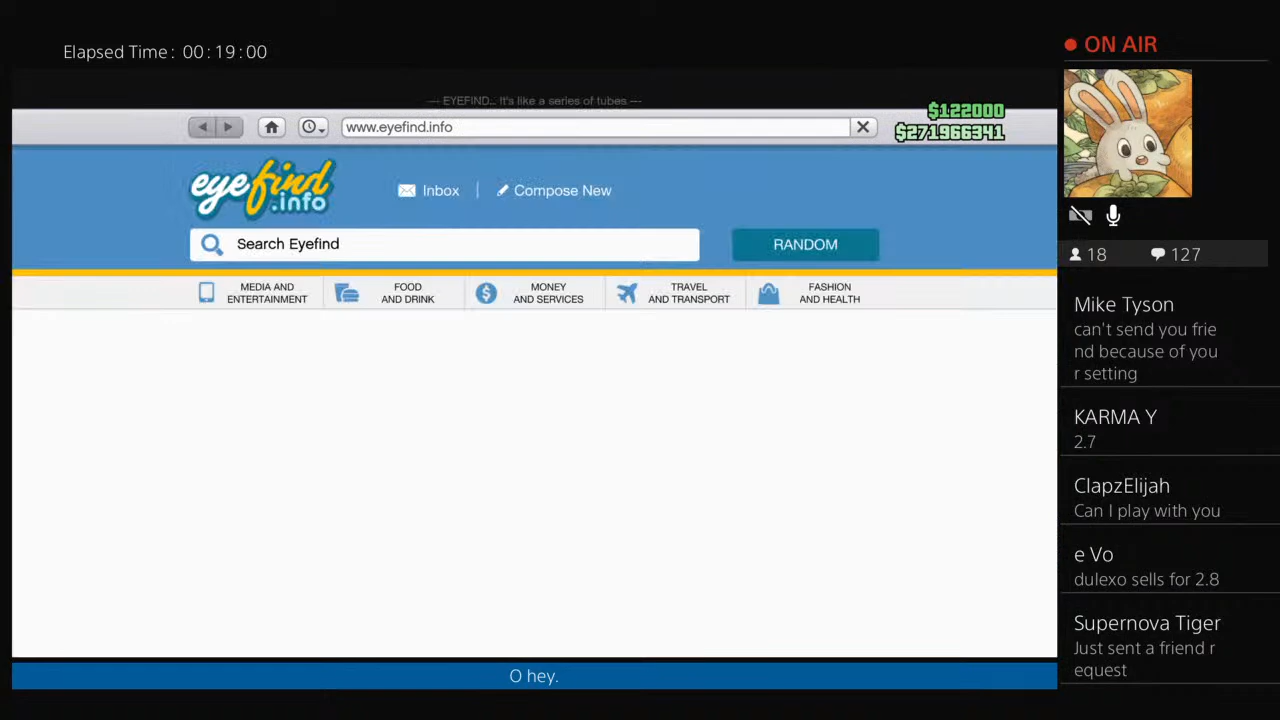 Elapsed Time: 00:19:00
ON AIR
--- EYEFIND... It's like a series of tubes ---
www.eyefind.info
$122000
$271966341
eyefind
.info
Inbox
Compose New
Search Eyefind
RANDOM
MEDIA AND
ENTERTAINMENT
FOOD
AND DRINK
MONEY
AND SERVICES
TRAVEL
AND TRANSPORT
FASHION
AND HEALTH
18
127
Mike Tyson
can't send you frie
nd because of you
r setting
KARMA Y
2.7
ClapzElijah
Can I play with you
e Vo
dulexo sells for 2.8
Supernova Tiger
Just sent a friend r
equest
O hey.